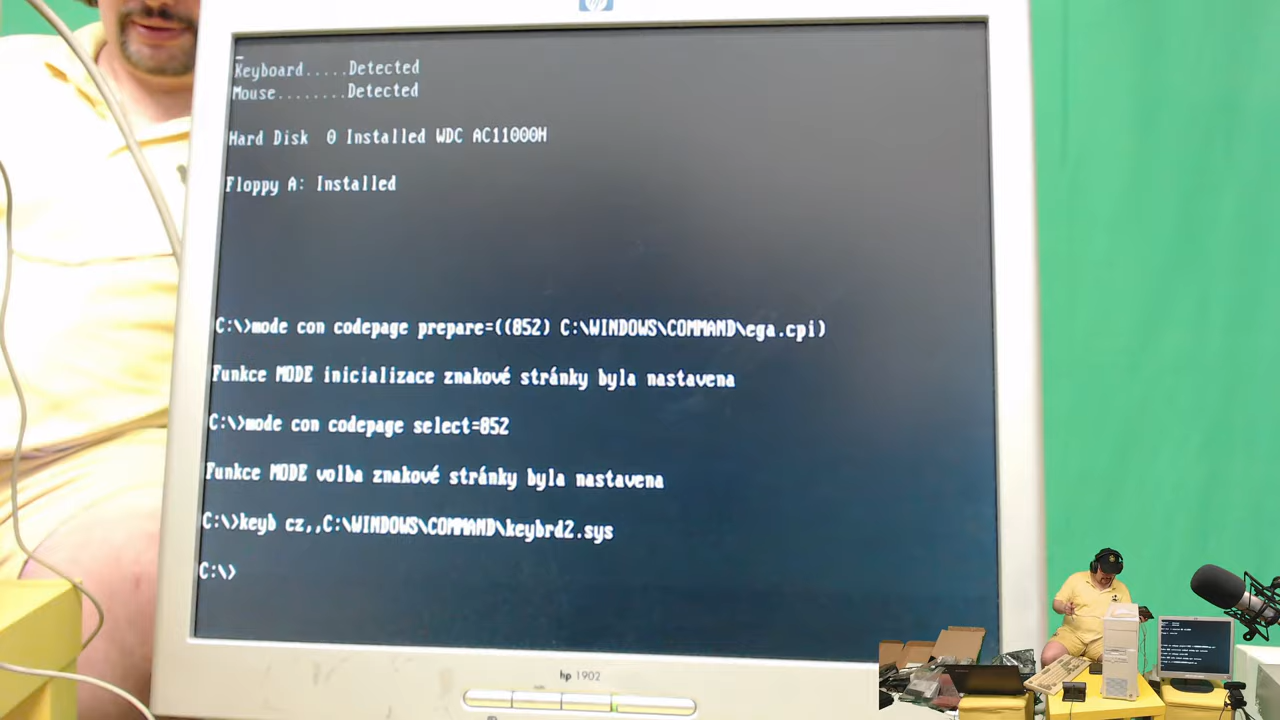 hp
Keyboard.....Detected
Mouse........Detected
Hard Disk  0 Installed WDC AC11000H
Floppy A: Installed
C:\>mode con codepage prepare=((852) C:\WINDOWS\COMMAND\ega.cpi)
Funkce MODE inicializace znakové stránky byla nastavena
C:\>mode con codepage select=852
Funkce MODE volba znakové stránky byla nastavena
C:\>keyb cz,,C:\WINDOWS\COMMAND\keybrd2.sys
C:\>
hp 1902